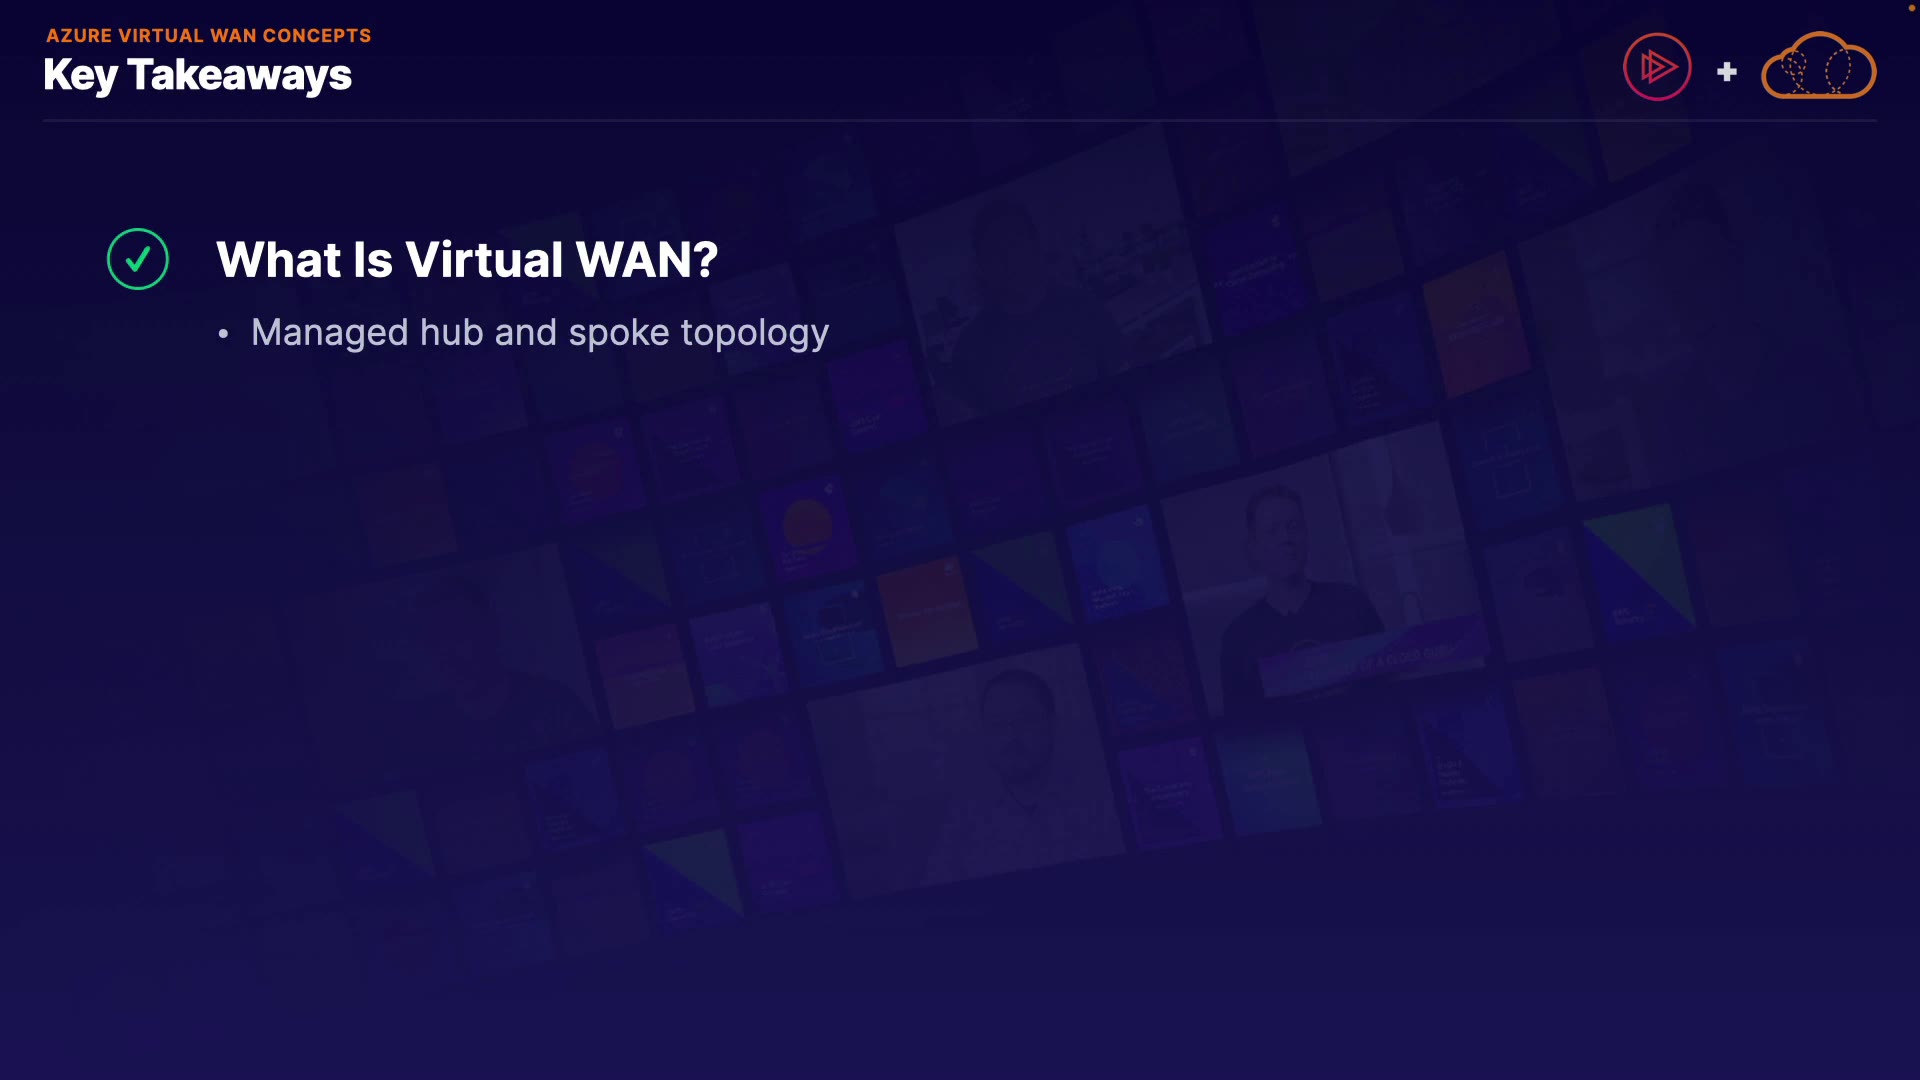 AZURE VIRTUAL WAN CONCEPTS
Key Takeaways
What Is Virtual WAN?
• Managed hub and spoke topology